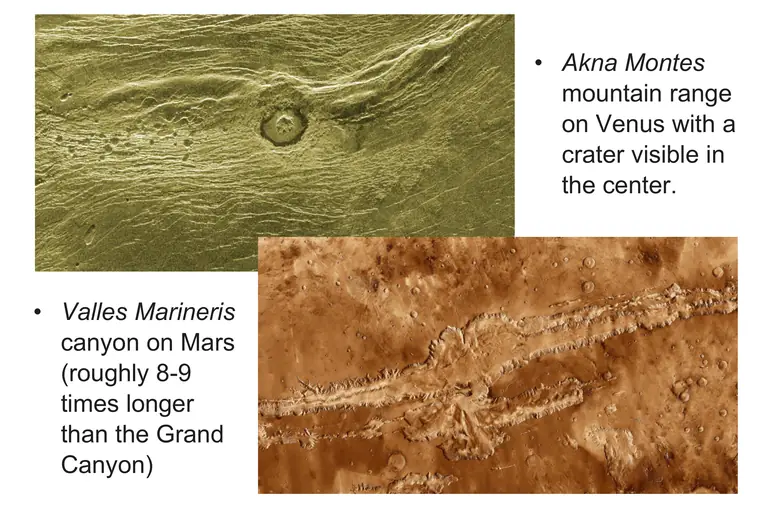 • Akna Montes
mountain range
on Venus with a
crater visible in
the center.
• Valles Marineris
canyon on Mars
(roughly 8-9
times longer
than the Grand
Canyon)